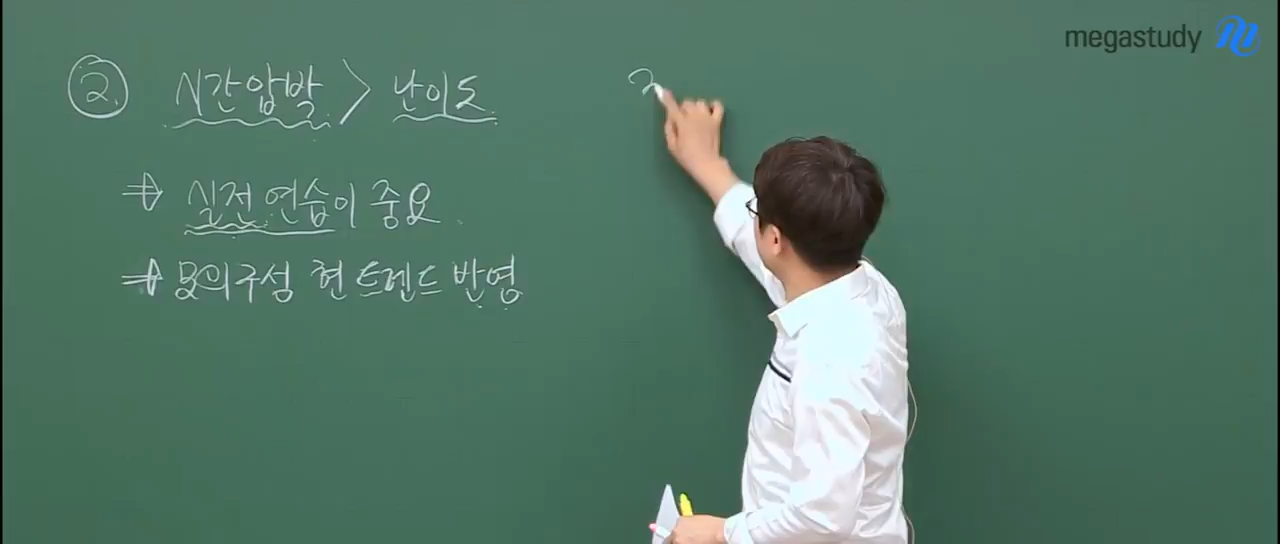 megastudy
② 시간압박 > 난이도
⇒ 실전연습이 중요.
⇒ 모의구성 현 트렌드 반영